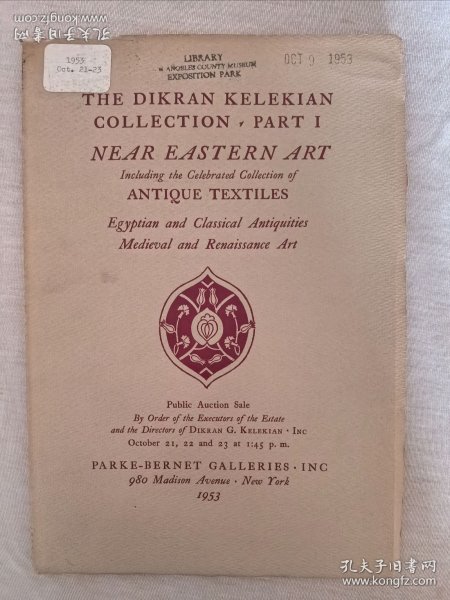 孔夫子旧书网
www.kongfz.com
1953
Oct. 21-23
LIBRARY
LOS ANGELES COUNTY MUSEUM
EXPOSITION PARK
OCT 9 1953
THE DIKRAN KELEKIAN
COLLECTION · PART I
NEAR EASTERN ART
Including the Celebrated Collection of
ANTIQUE TEXTILES
Egyptian and Classical Antiquities
Medieval and Renaissance Art
Public Auction Sale
By Order of the Executors of the Estate
and the Directors of DIKRAN G. KELEKIAN · INC
October 21, 22 and 23 at 1:45 p. m.
PARKE-BERNET GALLERIES · INC
980 Madison Avenue · New York
1953
孔夫子旧书网
www.kongfz.com